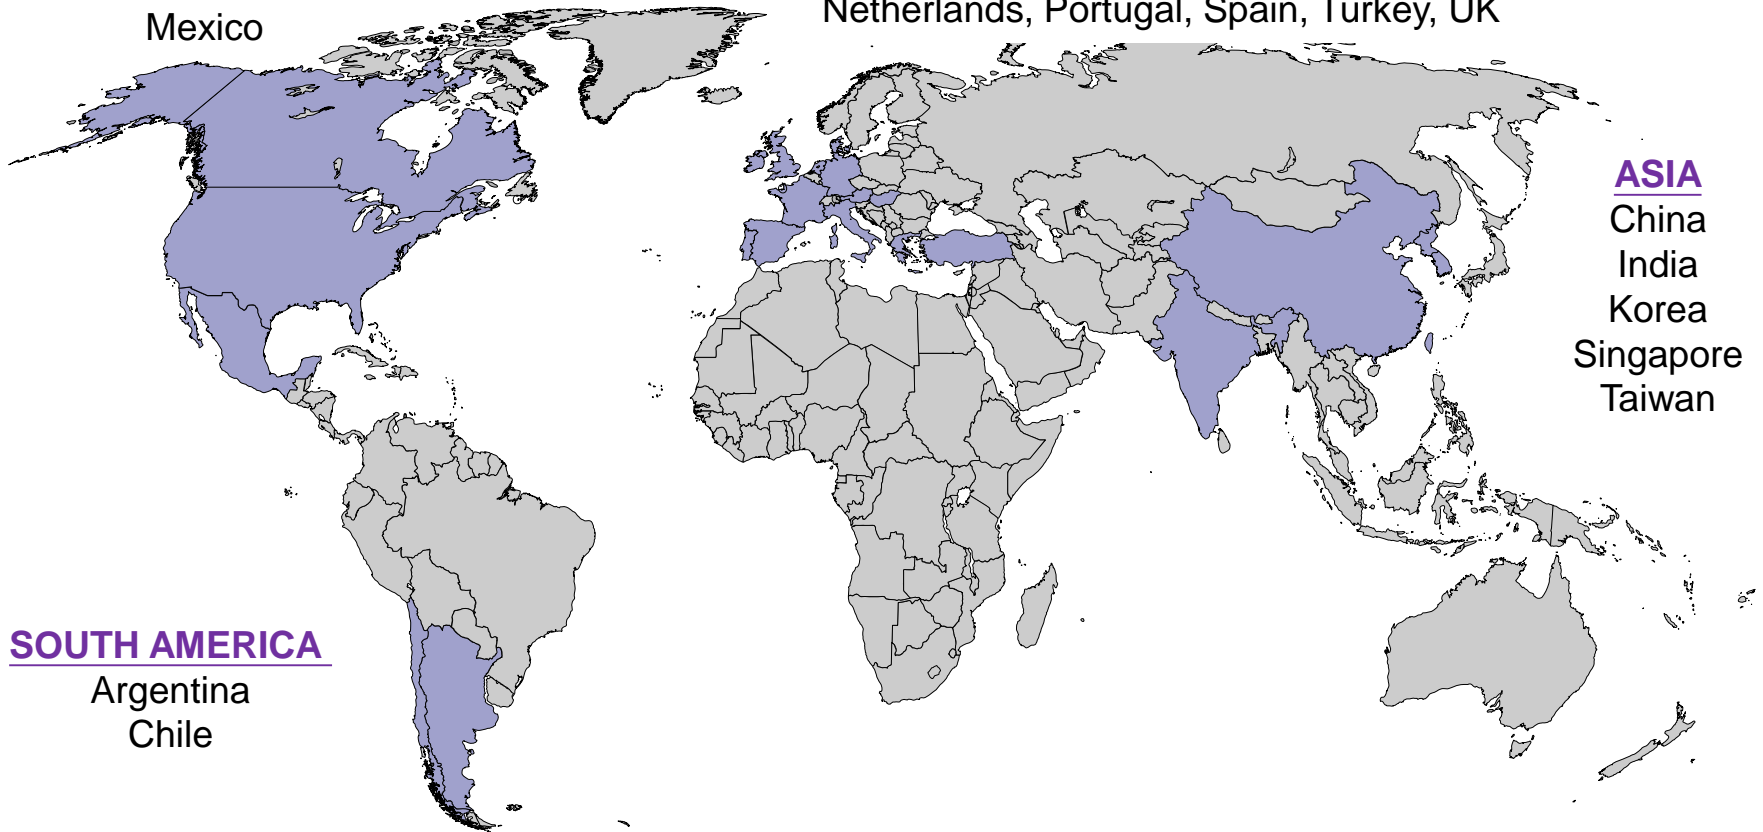 Mexico
Netherlands, Portugal, Spain, Turkey, UK
ASIA
China
India
Korea
Singapore
Taiwan
SOUTH AMERICA
Argentina
Chile